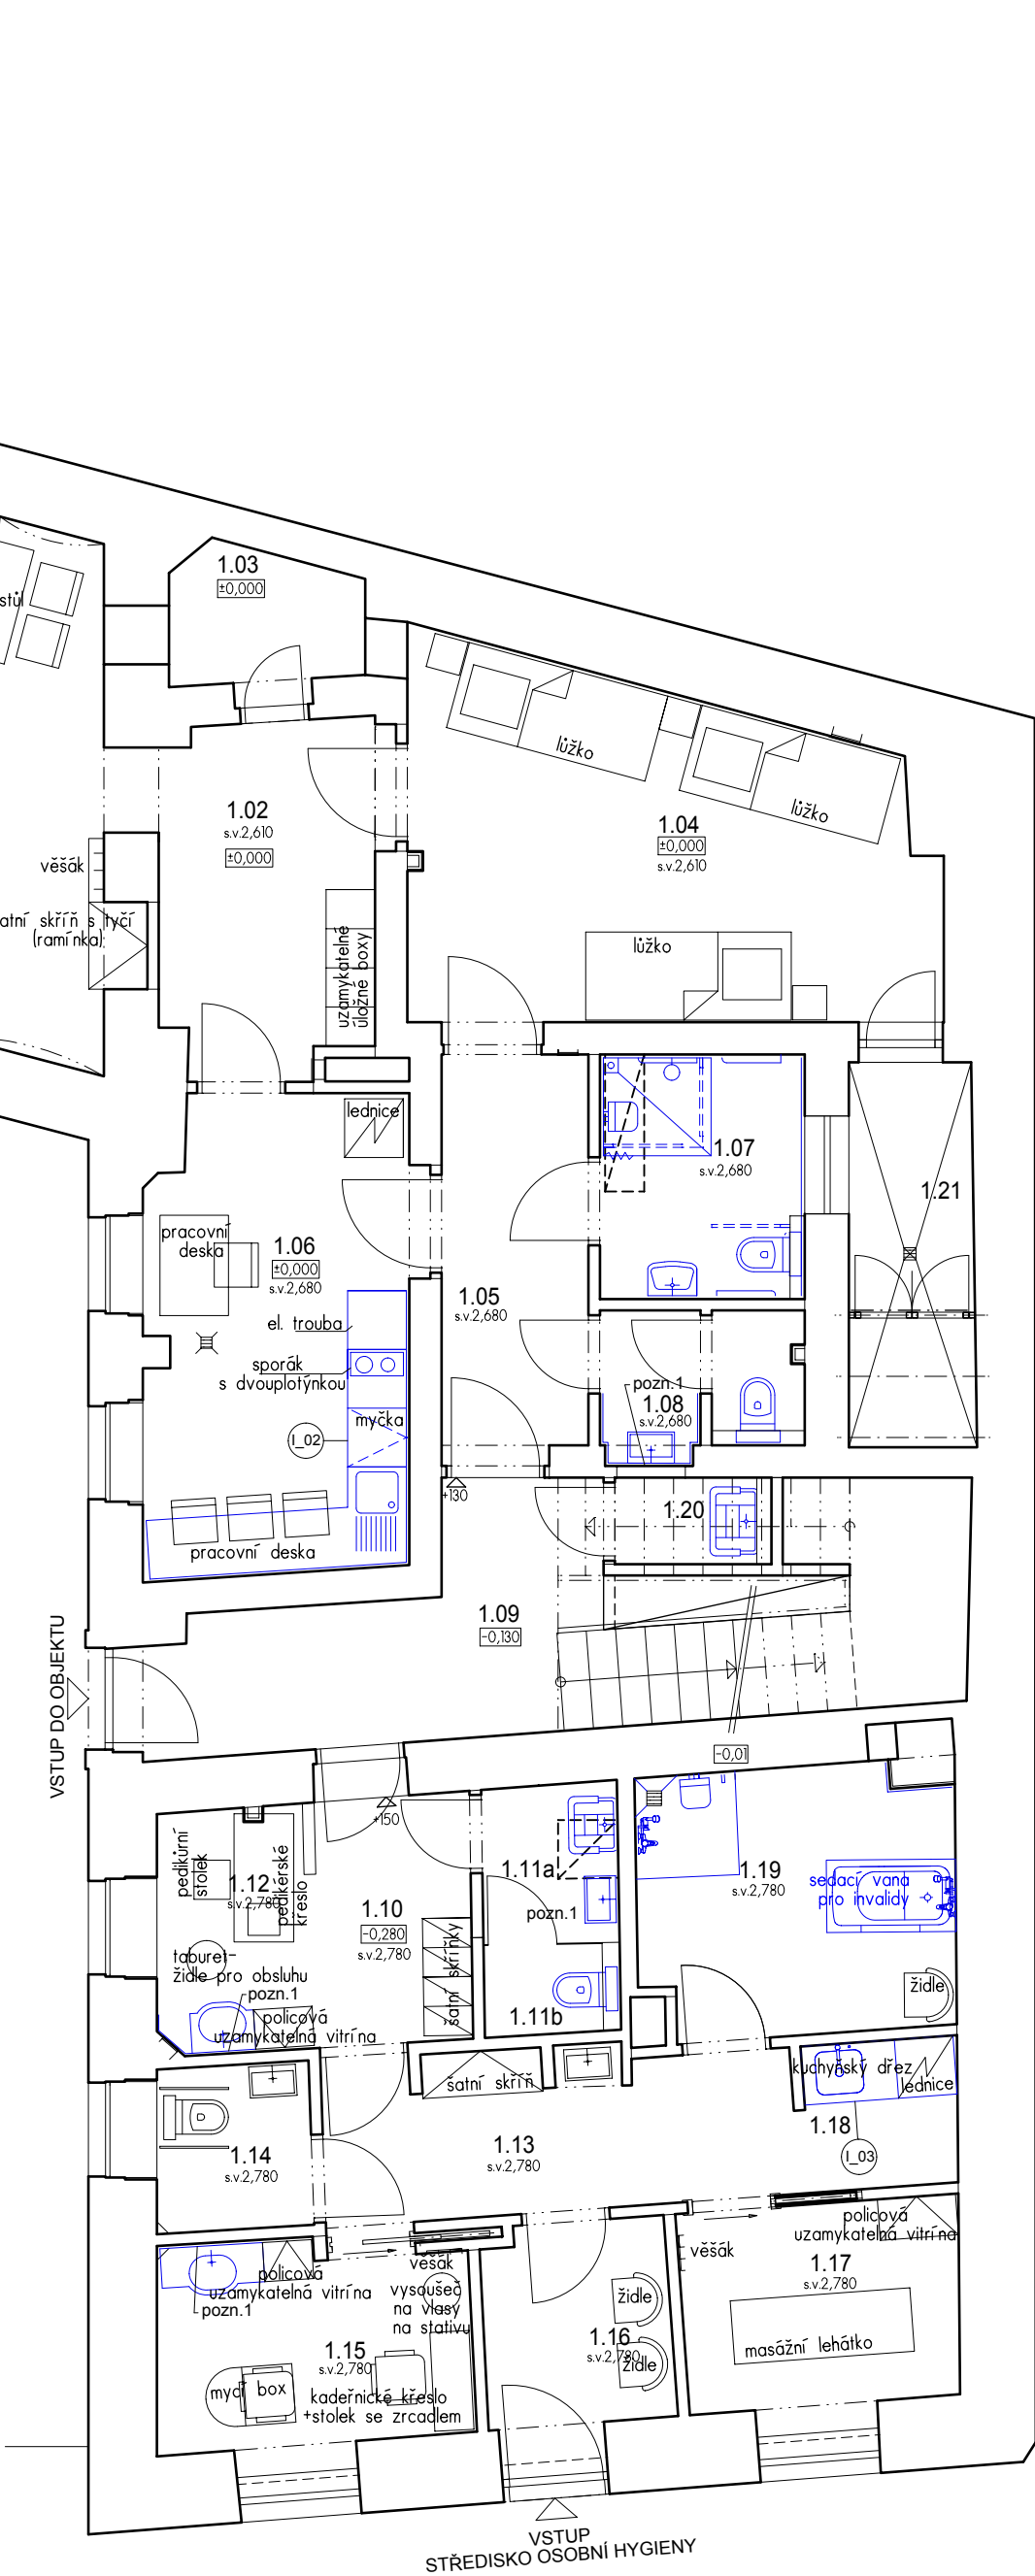 1.03
±0,000
stůl
lůžko
lůžko
1.02
s.v.2,610
±0,000
1.04
±0,000
s.v.2,610
věšák
atní skříň s tyčí
(ramínka)
uzamykatelné
úložné boxy
lůžko
lednice
1.07
s.v.2,680
1.21
pracovní
deska
1.06
±0,000
s.v.2,680
1.05
s.v.2,680
el. trouba
sporák
s dvouplotýnkou
pozn.1
1.08
s.v.2,680
myčka
I_02
+130
1.20
pracovní deska
1.09
-0,130
VSTUP DO OBJEKTU
-0,01
+150
pedikůrní
stolek
pedikérské
křeslo
1.12
s.v.2,780
1.10
-0,280
s.v.2,780
1.11a
pozn.1
1.19
s.v.2,780
sedací vana
pro invalidy
taburet-
židle pro obsluhu
pozn.1
policová
uzamykatelná vitrína
šatní skříňky
1.11b
židle
šatní skříň
kuchyňský dřez
lednice
1.18
I_03
1.14
s.v.2,780
1.13
s.v.2,780
policová
uzamykatelná vitrína
věšák
1.17
s.v.2,780
věšák
policová
uzamykatelná vitrína
pozn.1
vysoušeč
na vlasy
na stativu
židle
1.16
s.v.2,780
židle
masážní lehátko
1.15
s.v.2,780
mycí box
kadeřnické křeslo
+stolek se zrcadlem
VSTUP
STŘEDISKO OSOBNÍ HYGIENY